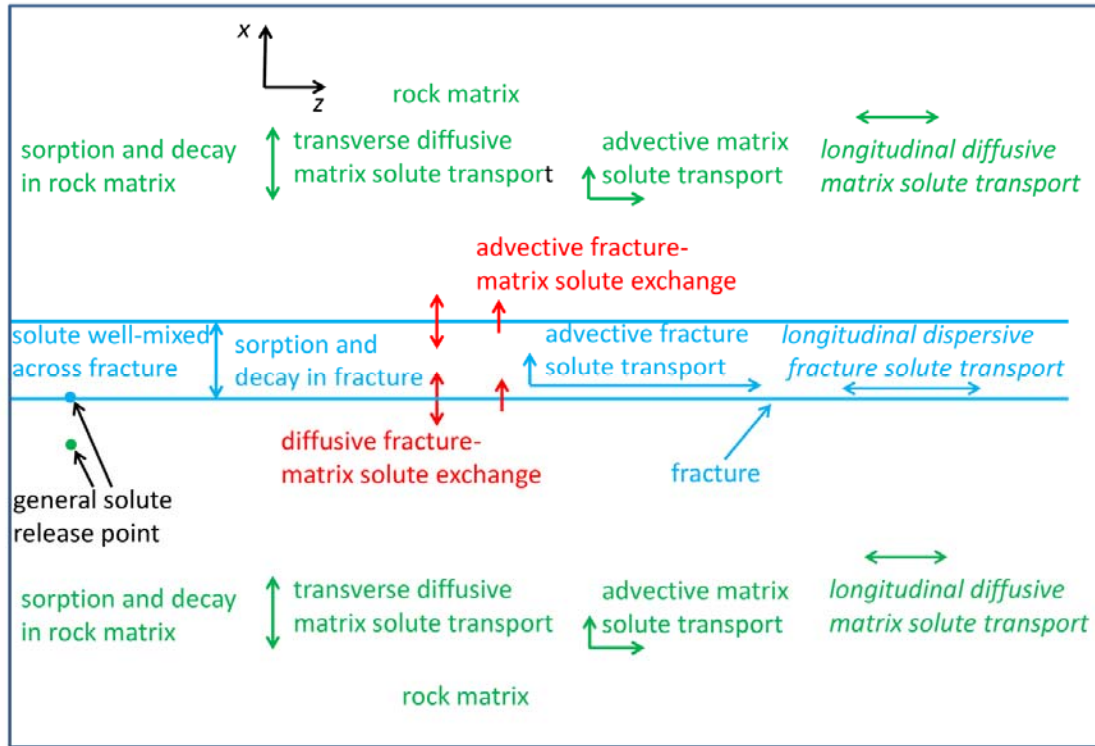 x
z
rock matrix
sorption and decay
in rock matrix
transverse diffusive
matrix solute transport
advective matrix
solute transport
longitudinal diffusive
matrix solute transport
advective fracture-
matrix solute exchange
solute well-mixed
across fracture
sorption and
decay in fracture
advective fracture
solute transport
longitudinal dispersive
fracture solute transport
diffusive fracture-
matrix solute exchange
fracture
general solute
release point
sorption and decay
in rock matrix
transverse diffusive
matrix solute transport
advective matrix
solute transport
longitudinal diffusive
matrix solute transport
rock matrix